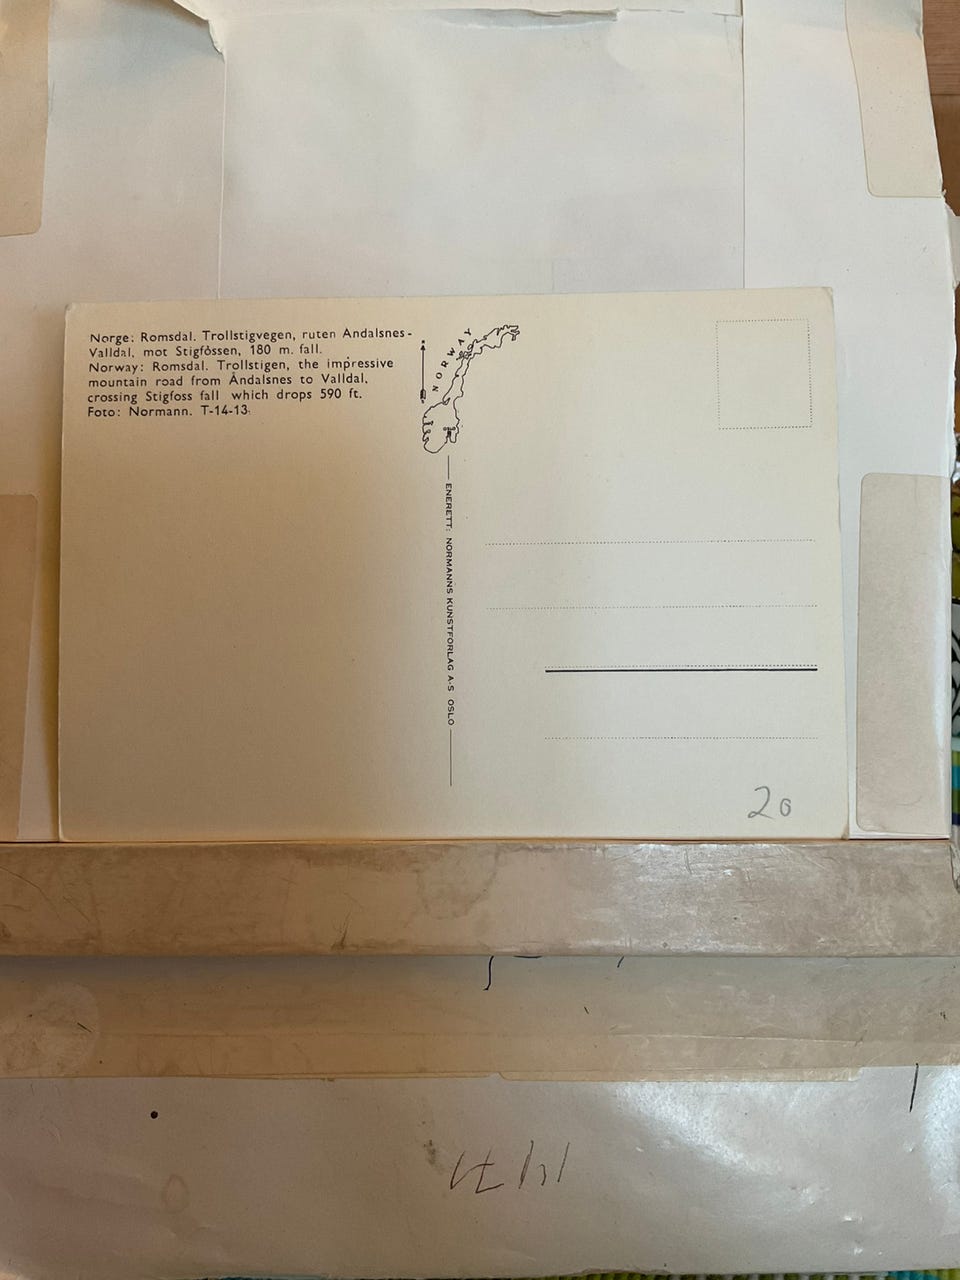 Norge: Romsdal. Trollstigvegen, ruten Åndalsnes-
Valldal, mot Stigfôssen, 180 m. fall.
Norway: Romsdal. Trollstigen, the impressive
mountain road from Åndalsnes to Valldal,
crossing Stigfoss fall which drops 590 ft.
Foto: Normann. T-14-13
NORWAY
ENERETT: NORMANNS KUNSTFORLAG A-S OSLO
20